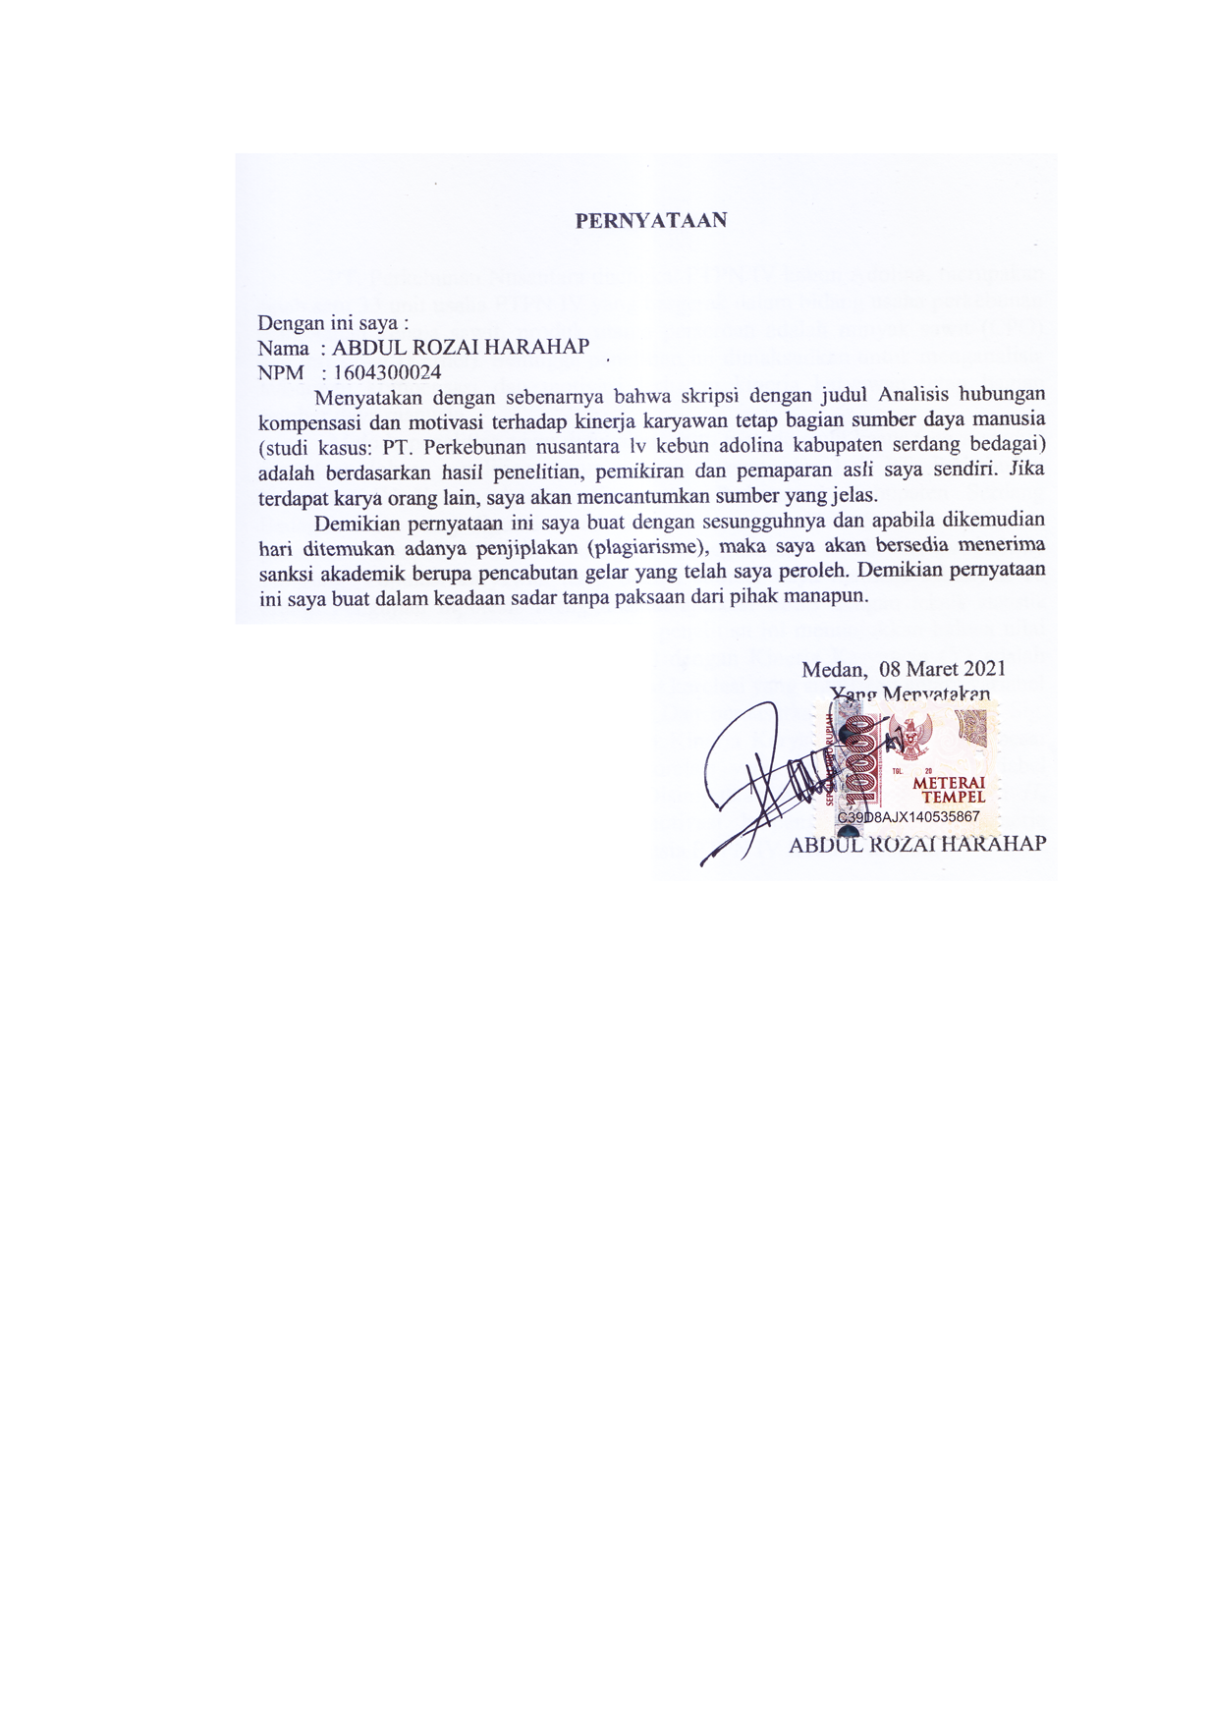 PERNYATAAN
Dengan ini saya :
Nama : ABDUL ROZAI HARAHAP
NPM : 1604300024
Menyatakan dengan sebenarnya bahwa skripsi dengan judul Analisis hubungan
kompensasi dan motivasi terhadap kinerja karyawan tetap bagian sumber daya manusia
(studi kasus: PT. Perkebunan nusantara lv kebun adolina kabupaten serdang bedagai)
adalah berdasarkan hasil penelitian, pemikiran dan pemaparan asli saya sendiri. Jika
terdapat karya orang lain, saya akan mencantumkan sumber yang jelas.
Demikian pernyataan ini saya buat dengan sesungguhnya dan apabila dikemudian
hari ditemukan adanya penjiplakan (plagiarisme), maka saya akan bersedia menerima
sanksi akademik berupa pencabutan gelar yang telah saya peroleh. Demikian pernyataan
ini saya buat dalam keadaan sadar tanpa paksaan dari pihak manapun.
Medan, 08 Maret 2021
Yang Menyatakan
10000
TGL. 20
METERAI
TEMPEL
C39D8AJX140535867
ABDUL ROZAI HARAHAP